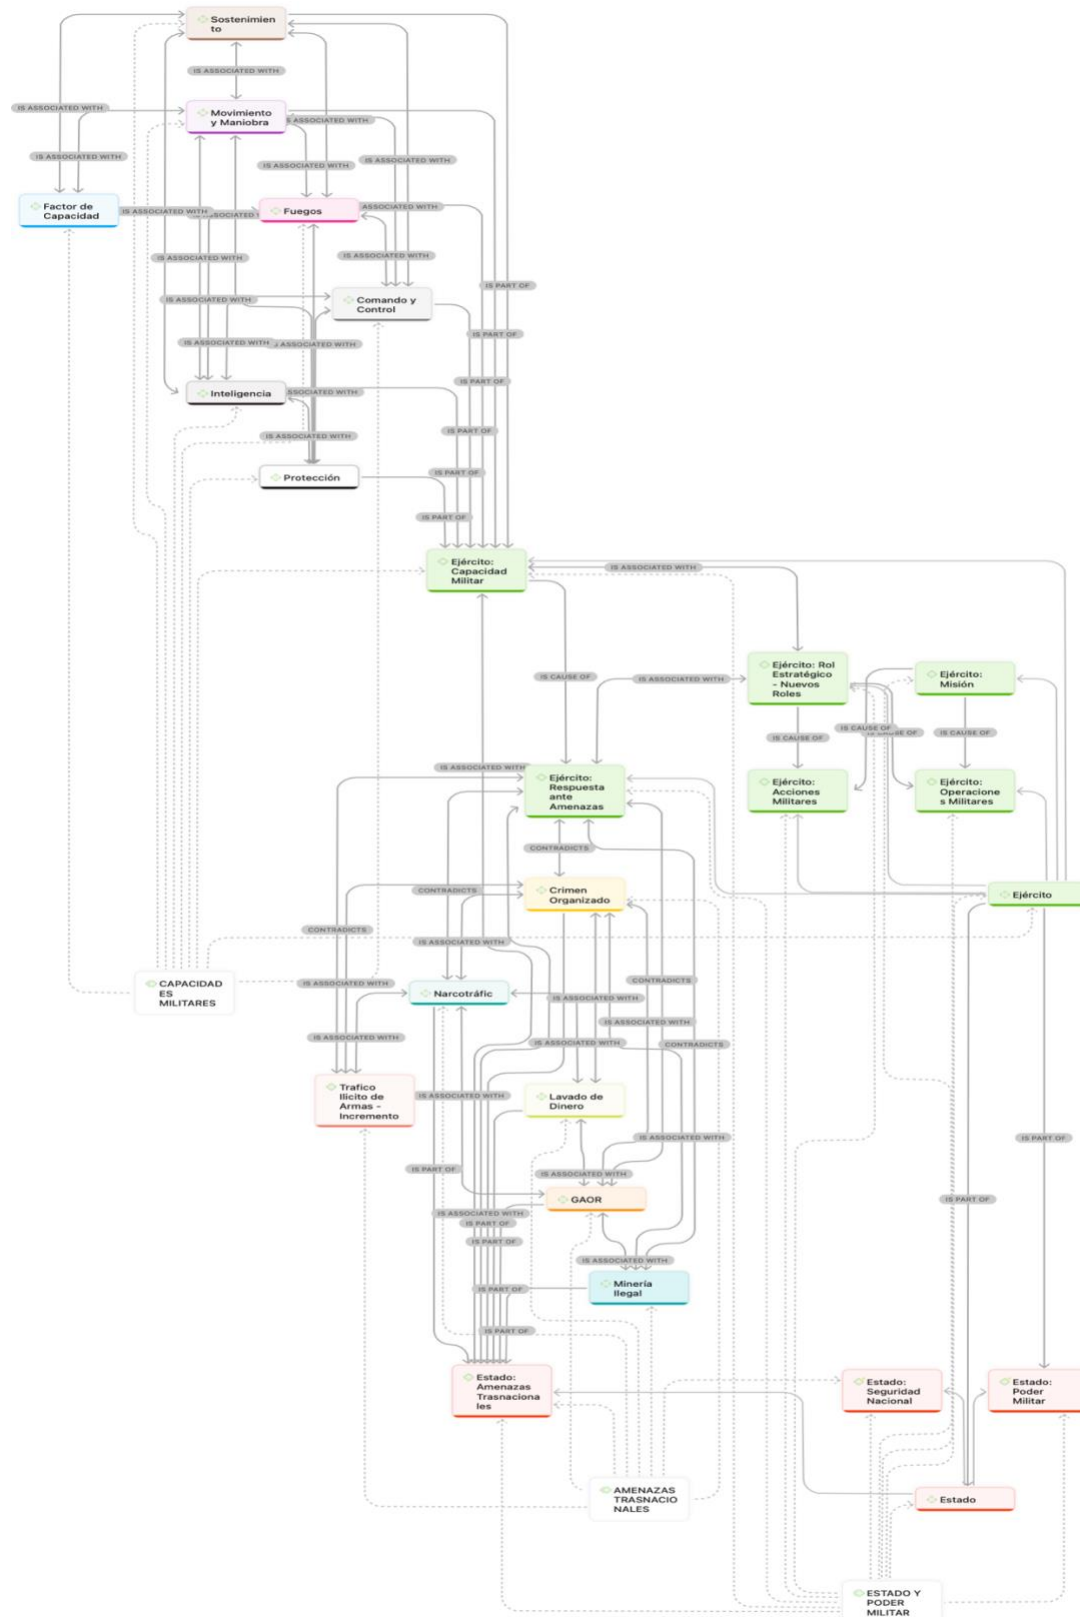 Sostenimien
to
IS ASSOCIATED WITH
IS ASSOCIATED WITH
Movimiento
y Maniobra
S ASSOCIATED WITH
IS ASSOCIATED WITH
IS ASSOCIATED WITH
IS ASSOCIATED WITH
Factor de
Capacidad
IS ASSOCIATED WITH
IS ASSOCIATED
Fuegos
ASSOCIATED WITH
IS ASSOCIATED WITH
IS ASSOCIATED WITH
IS PART OF
IS ASSOCIATED WITH
Comando y
Control
IS PART OF
IS ASSOCIATED WITH
ASSOCIATED WITH
IS PART OF
Inteligencia
SSOCIATED WITH
IS PART OF
IS ASSOCIATED WITH
Protección
IS PART OF
IS PART OF
Ejército:
Capacidad
Militar
IS ASSOCIATED WITH
Ejército: Rol
Estratégico
- Nuevos
Roles
Ejército:
Misión
IS CAUSE OF
IS ASSOCIATED WITH
IS CAUSE OF
IS CAUSE OF
IS CAUSE OF
IS ASSOCIATED WITH
Ejército:
Respuesta
ante
Amenazas
Ejército:
Acciones
Militares
Ejército:
Operacione
s Militares
CONTRADICTS
CONTRADICTS
Crimen
Organizado
Ejército
CONTRADICTS
IS ASSOCIATED WITH
CAPACIDAD
ES
MILITARES
IS ASSOCIATED WITH
Narcotráfic
CONTRADICTS
IS ASSOCIATED WITH
IS ASSOCIATED WITH
IS ASSOCIATED WITH
IS ASSOCIATED WITH
CONTRADICTS
Trafico
Ilicito de
Armas -
Incremento
IS ASSOCIATED WITH
Lavado de
Dinero
IS ASSOCIATED WITH
IS PART OF
IS PART OF
IS ASSOCIATED WITH
IS PART OF
GAOR
IS ASSOCIATED WITH
IS PART OF
IS PART OF
IS ASSOCIATED WITH
IS PART OF
Minería
Ilegal
IS PART OF
Estado:
Amenazas
Trasnaciona
les
Estado:
Seguridad
Nacional
Estado:
Poder
Militar
AMENAZAS
TRASNACIO
NALES
Estado
ESTADO Y
PODER
MILITAR